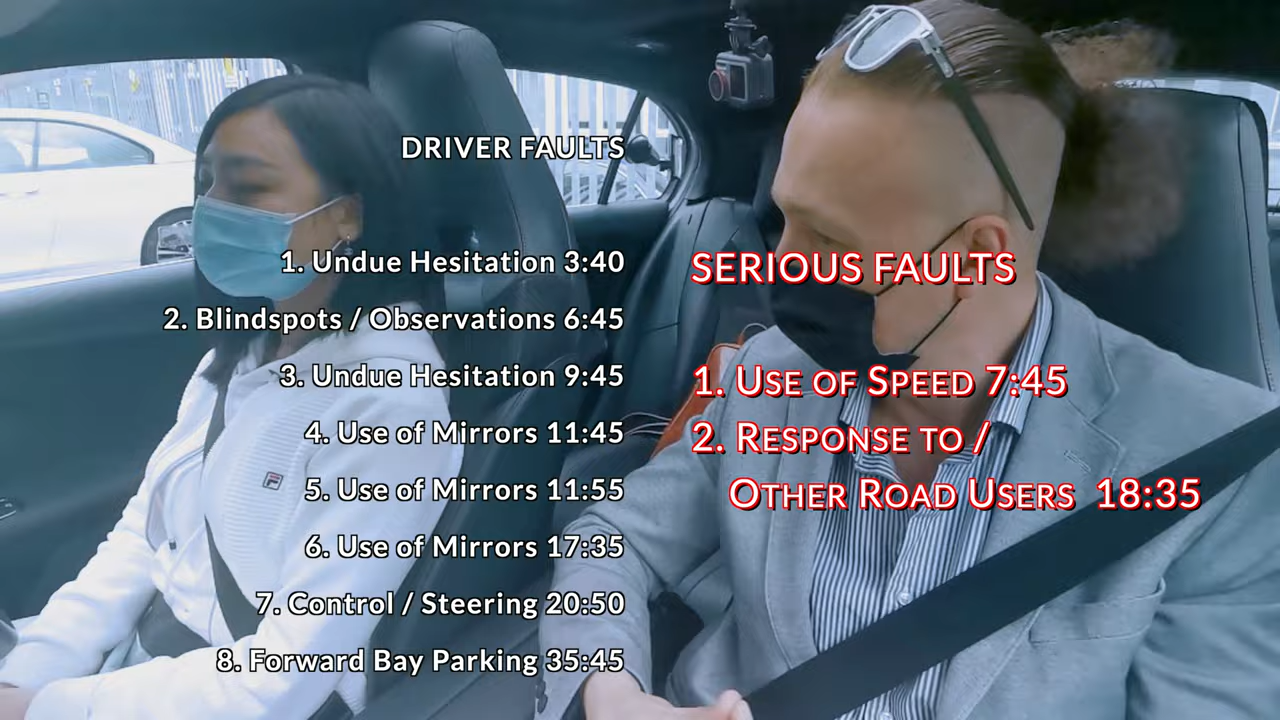 DRIVER FAULTS
1. Undue Hesitation 3:40
2. Blindspots / Observations 6:45
3. Undue Hesitation 9:45
4. Use of Mirrors 11:45
5. Use of Mirrors 11:55
6. Use of Mirrors 17:35
7. Control / Steering 20:50
8. Forward Bay Parking 35:45
SERIOUS FAULTS
1. Use of Speed 7:45
2. Response to /
Other Road Users 18:35